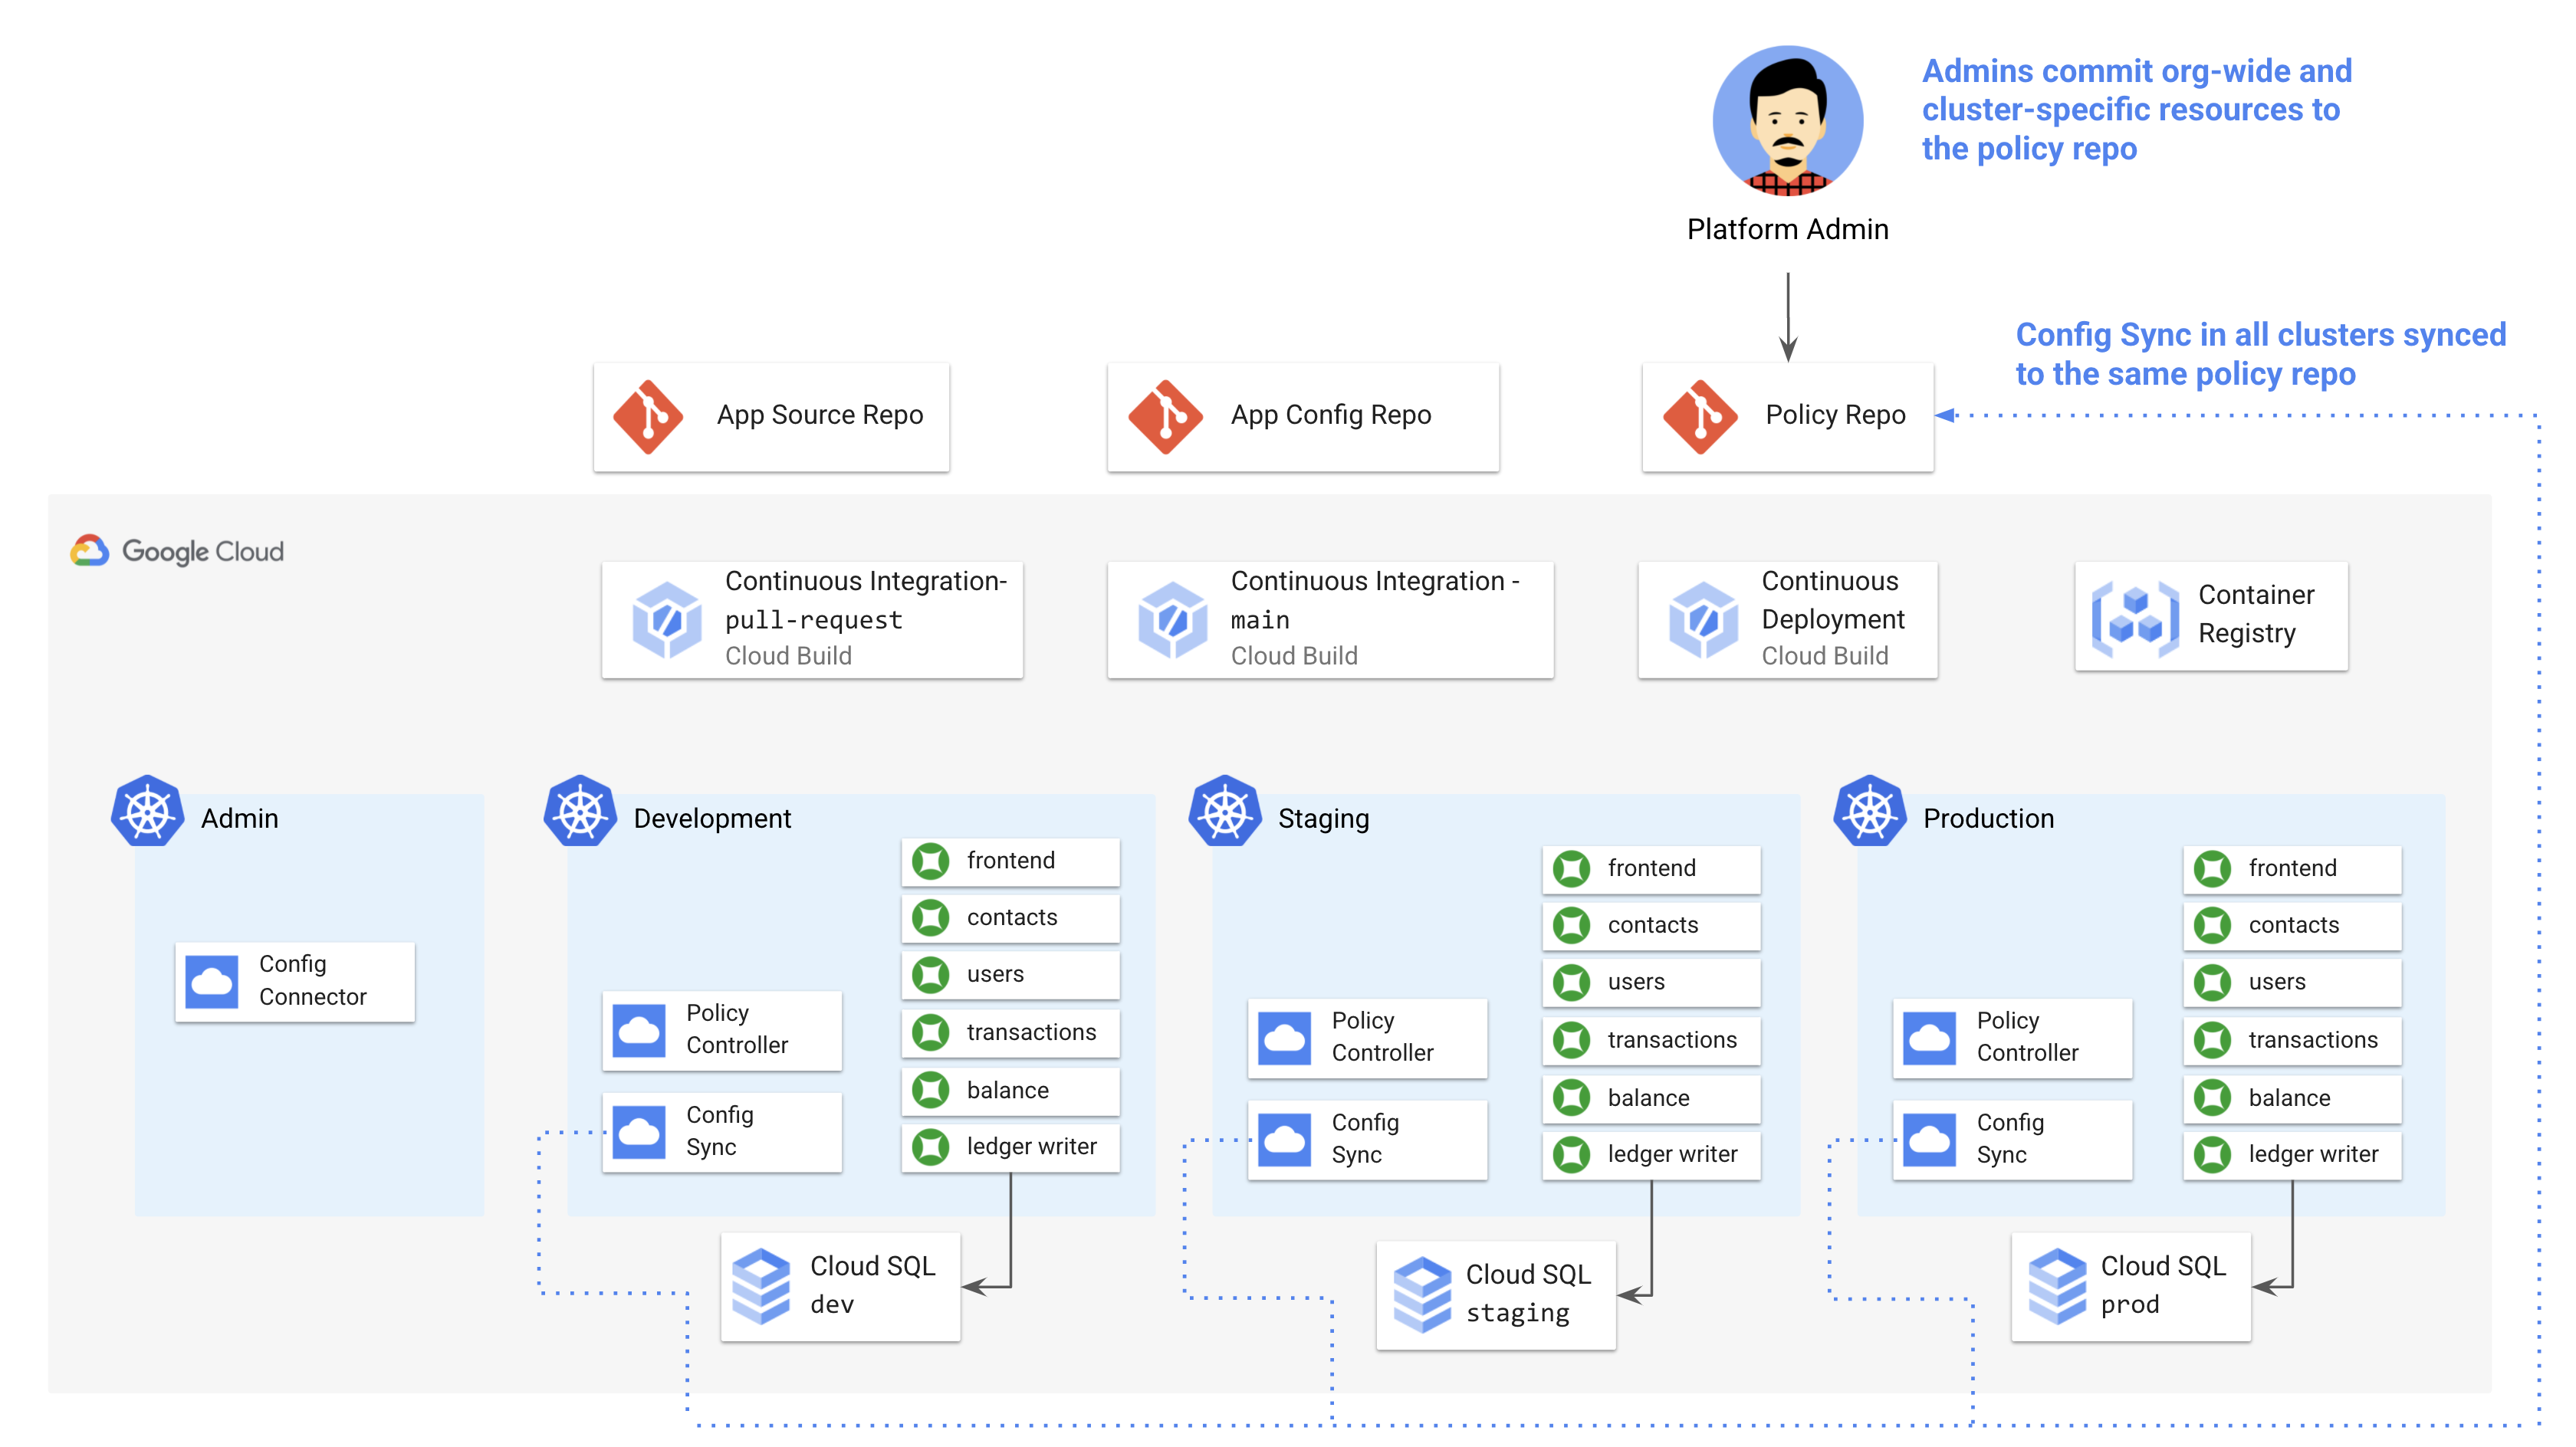 Admins commit org-wide and
cluster-specific resources to
the policy repo
Platform Admin
Config Sync in all clusters synced
to the same policy repo
App Source Repo
App Config Repo
Policy Repo
Google Cloud
Continuous Integration-
pull-request
Cloud Build
Continuous Integration -
main
Cloud Build
Continuous
Deployment
Cloud Build
Container
Registry
Admin
Config
Connector
Development
frontend
contacts
users
transactions
balance
ledger writer
Policy
Controller
Config
Sync
Cloud SQL
dev
Staging
frontend
contacts
users
transactions
balance
ledger writer
Policy
Controller
Config
Sync
Cloud SQL
staging
Production
frontend
contacts
users
transactions
balance
ledger writer
Policy
Controller
Config
Sync
Cloud SQL
prod